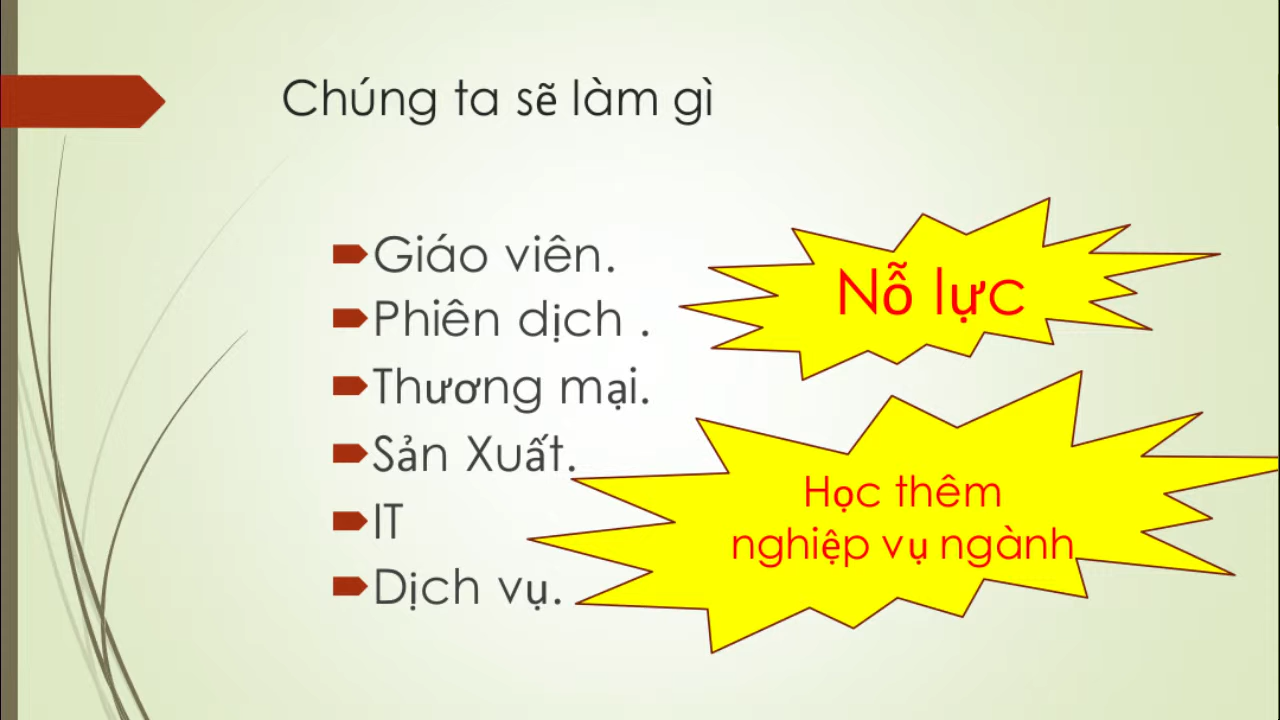 Chúng ta sẽ làm gì
Giáo viên.
Phiên dịch .
Thương mại.
Sản Xuất.
IT
Dịch vụ.
Nỗ lực
Học thêm
nghiệp vụ ngành